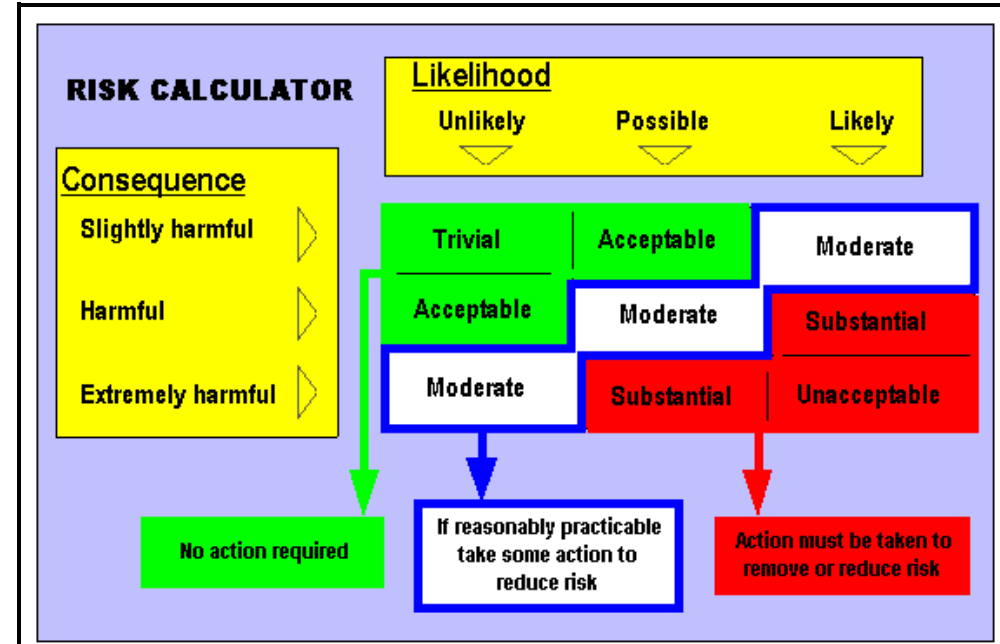 RISK CALCULATOR
Likelihood
Unlikely Possible Likely
Consequence
Slightly harmful Trivial Acceptable Moderate
Harmful Acceptable Moderate Substantial
Extremely harmful Moderate Substantial Unacceptable
No action required
If reasonably practicable
take some action to
reduce risk
Action must be taken to
remove or reduce risk